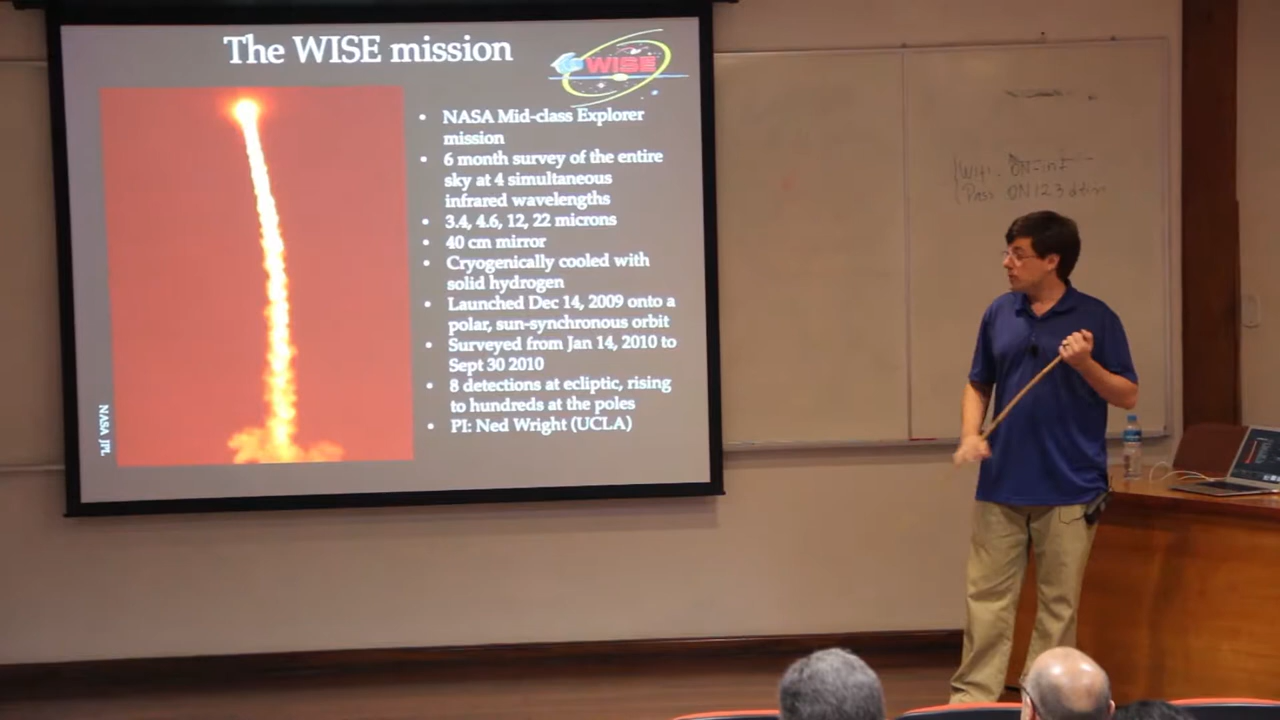 The WISE mission
WISE
• NASA Mid-class Explorer
mission
• 6 month survey of the entire
sky at 4 simultaneous
infrared wavelengths
• 3.4, 4.6, 12, 22 microns
• 40 cm mirror
• Cryogenically cooled with
solid hydrogen
• Launched Dec 14, 2009 onto a
polar, sun-synchronous orbit
• Surveyed from Jan 14, 2010 to
Sept 30 2010
• 8 detections at ecliptic, rising
to hundreds at the poles
• PI: Ned Wright (UCLA)
NASA JPL